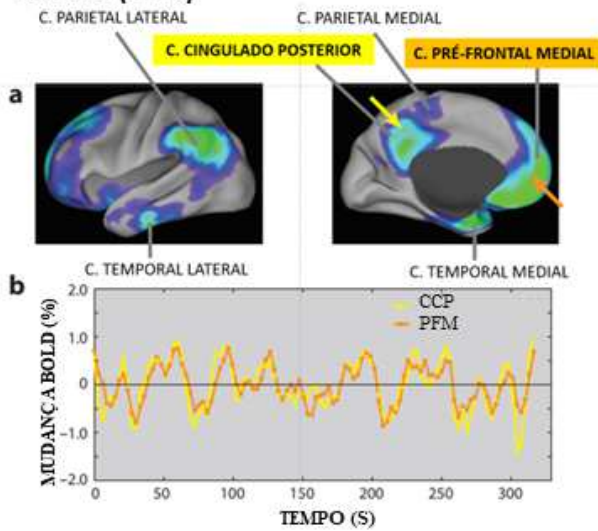 C. PARIETAL LATERAL
C. PARIETAL MEDIAL
C. CINGULADO POSTERIOR
C. PRÉ-FRONTAL MEDIAL
a
C. TEMPORAL LATERAL
C. TEMPORAL MEDIAL
b
MUDANÇA BOLD (%)
2.0
1.0
0
−1.0
−2.0
CCP
PFM
0 50 100 150 200 250 300
TEMPO (S)